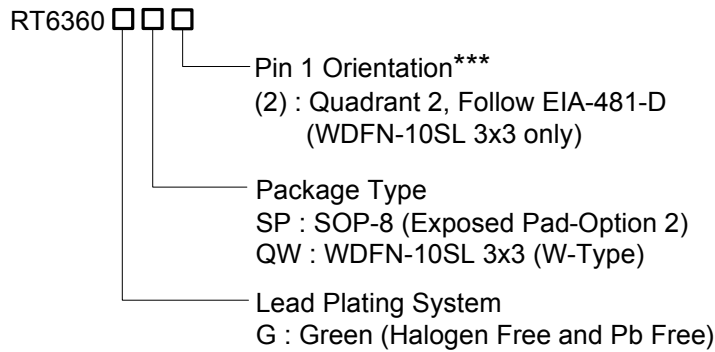 RT6360
Pin 1 Orientation***
(2) : Quadrant 2, Follow EIA-481-D
(WDFN-10SL 3x3 only)
Package Type
SP : SOP-8 (Exposed Pad-Option 2)
QW : WDFN-10SL 3x3 (W-Type)
Lead Plating System
G : Green (Halogen Free and Pb Free)